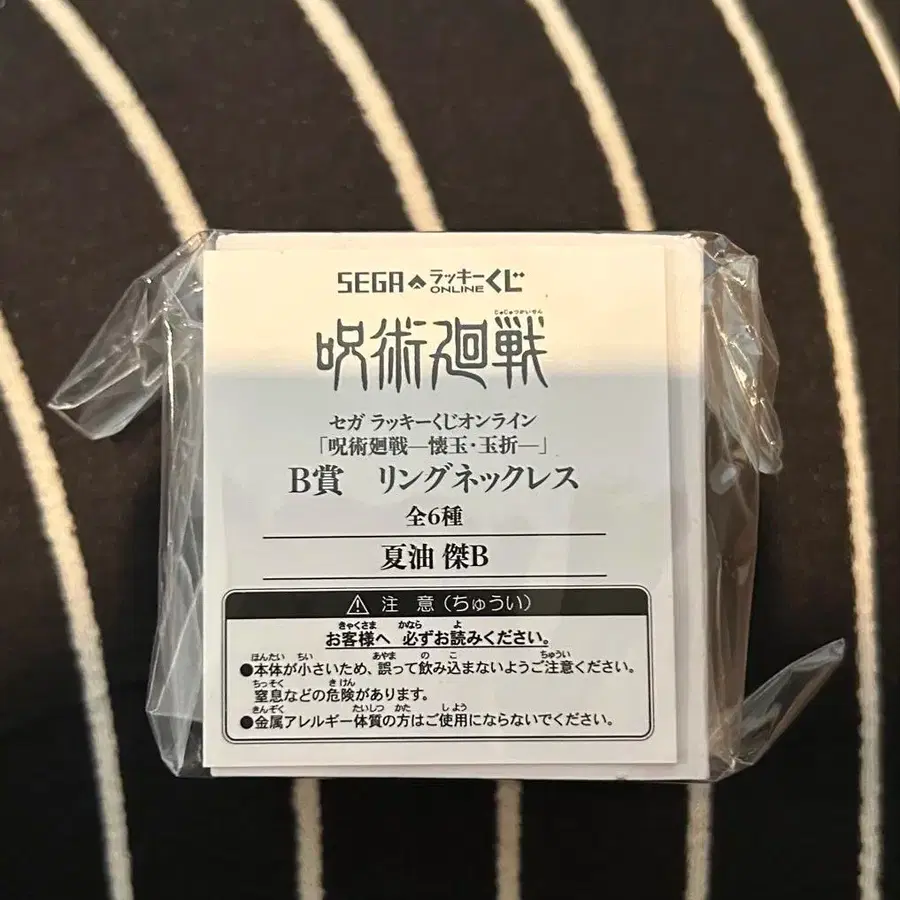 SEGA ラッキーくじ
ONLINE
じゅじゅつかいせん
呪術廻戦
セガ ラッキーくじオンライン
「呪術廻戦―懐玉・玉折―」
B賞 リングネックレス
全6種
夏油 傑B
注 意（ちゅうい）
きゃくさま かなら よ
お客様へ 必ずお読みください。
ほんたい ちい あやま の こ ちゅうい
●本体が小さいため、誤って飲み込まないようご注意ください。
ちっそく きけん
窒息などの危険があります。
きんぞく たいしつ かた しよう
●金属アレルギー体質の方はご使用にならないでください。